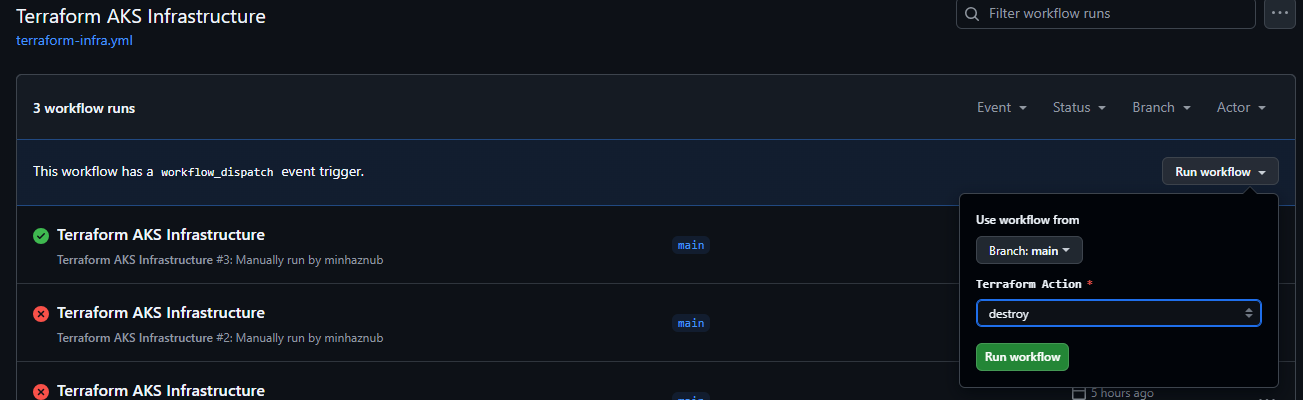 Terraform AKS Infrastructure
Filter workflow runs
terraform-infra.yml
3 workflow runs
Event
Status
Branch
Actor
This workflow has a workflow_dispatch event trigger.
Run workflow
Use workflow from
Branch: main
Terraform Action *
destroy
Run workflow
Terraform AKS Infrastructure
main
Terraform AKS Infrastructure #3: Manually run by minhaznub
Terraform AKS Infrastructure
main
Terraform AKS Infrastructure #2: Manually run by minhaznub
Terraform AKS Infrastructure
main
5 hours ago